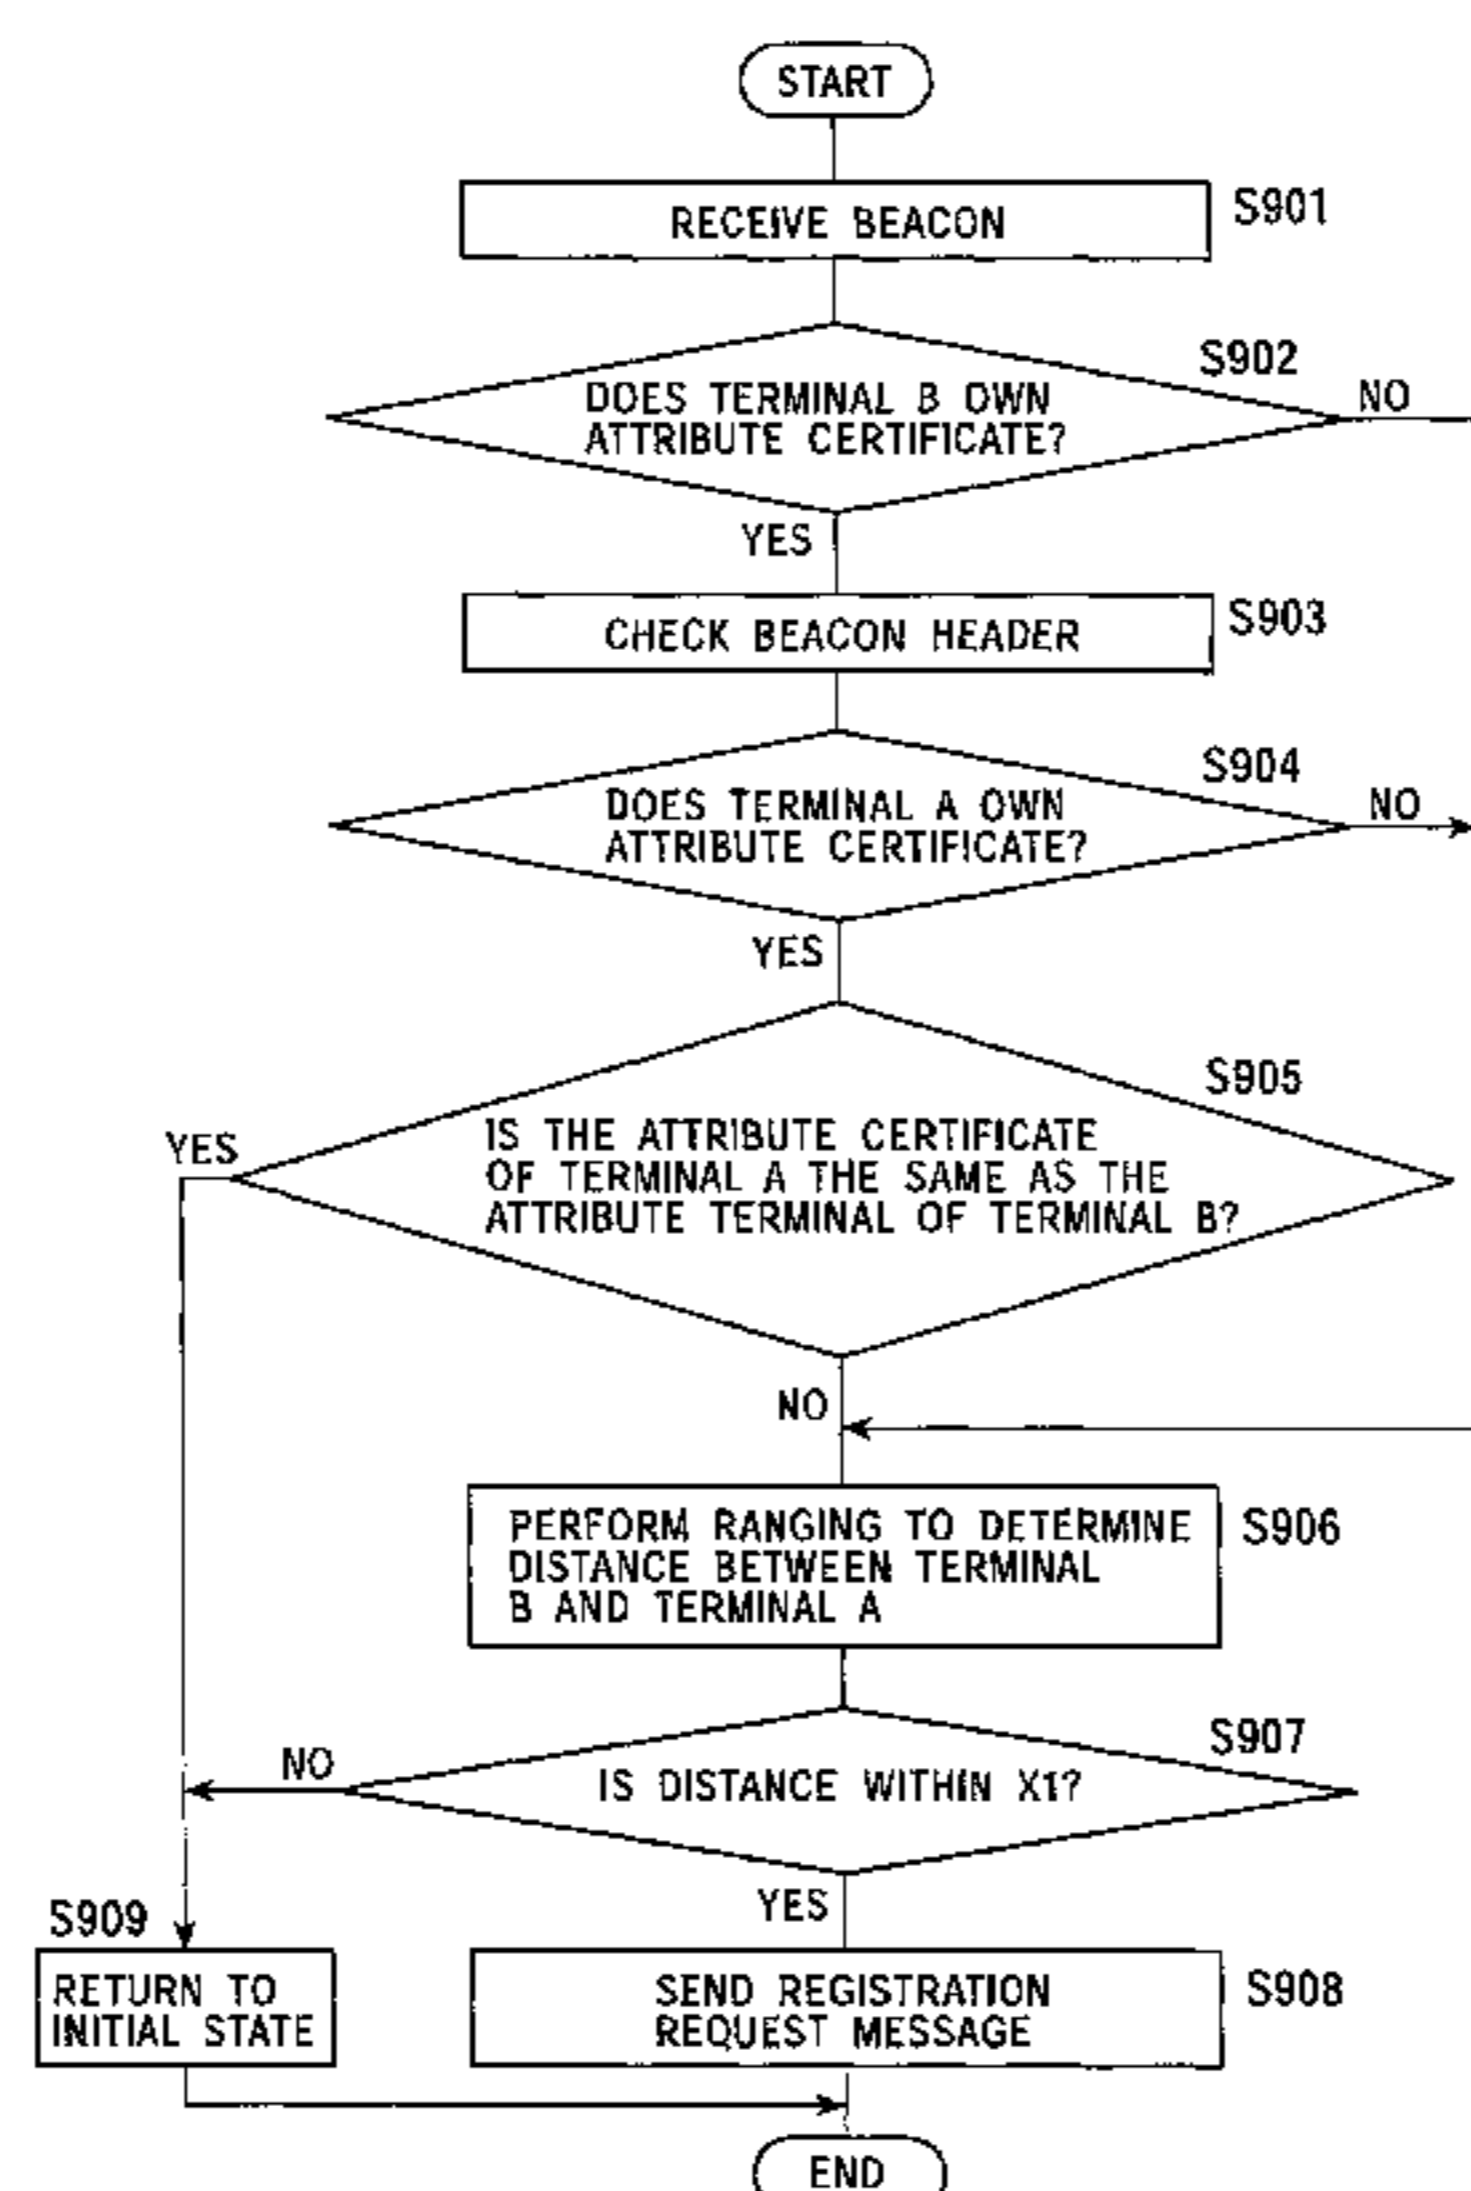 START
RECEIVE BEACON
S901
S902
DOES TERMINAL B OWN
ATTRIBUTE CERTIFICATE?
NO
YES
CHECK BEACON HEADER
S903
S904
DOES TERMINAL A OWN
ATTRIBUTE CERTIFICATE?
NO
YES
S905
IS THE ATTRIBUTE CERTIFICATE
OF TERMINAL A THE SAME AS THE
ATTRIBUTE TERMINAL OF TERMINAL B?
YES
NO
PERFORM RANGING TO DETERMINE
DISTANCE BETWEEN TERMINAL
B AND TERMINAL A
S906
S907
IS DISTANCE WITHIN X1?
NO
YES
S909
RETURN TO
INITIAL STATE
SEND REGISTRATION
REQUEST MESSAGE
S908
END